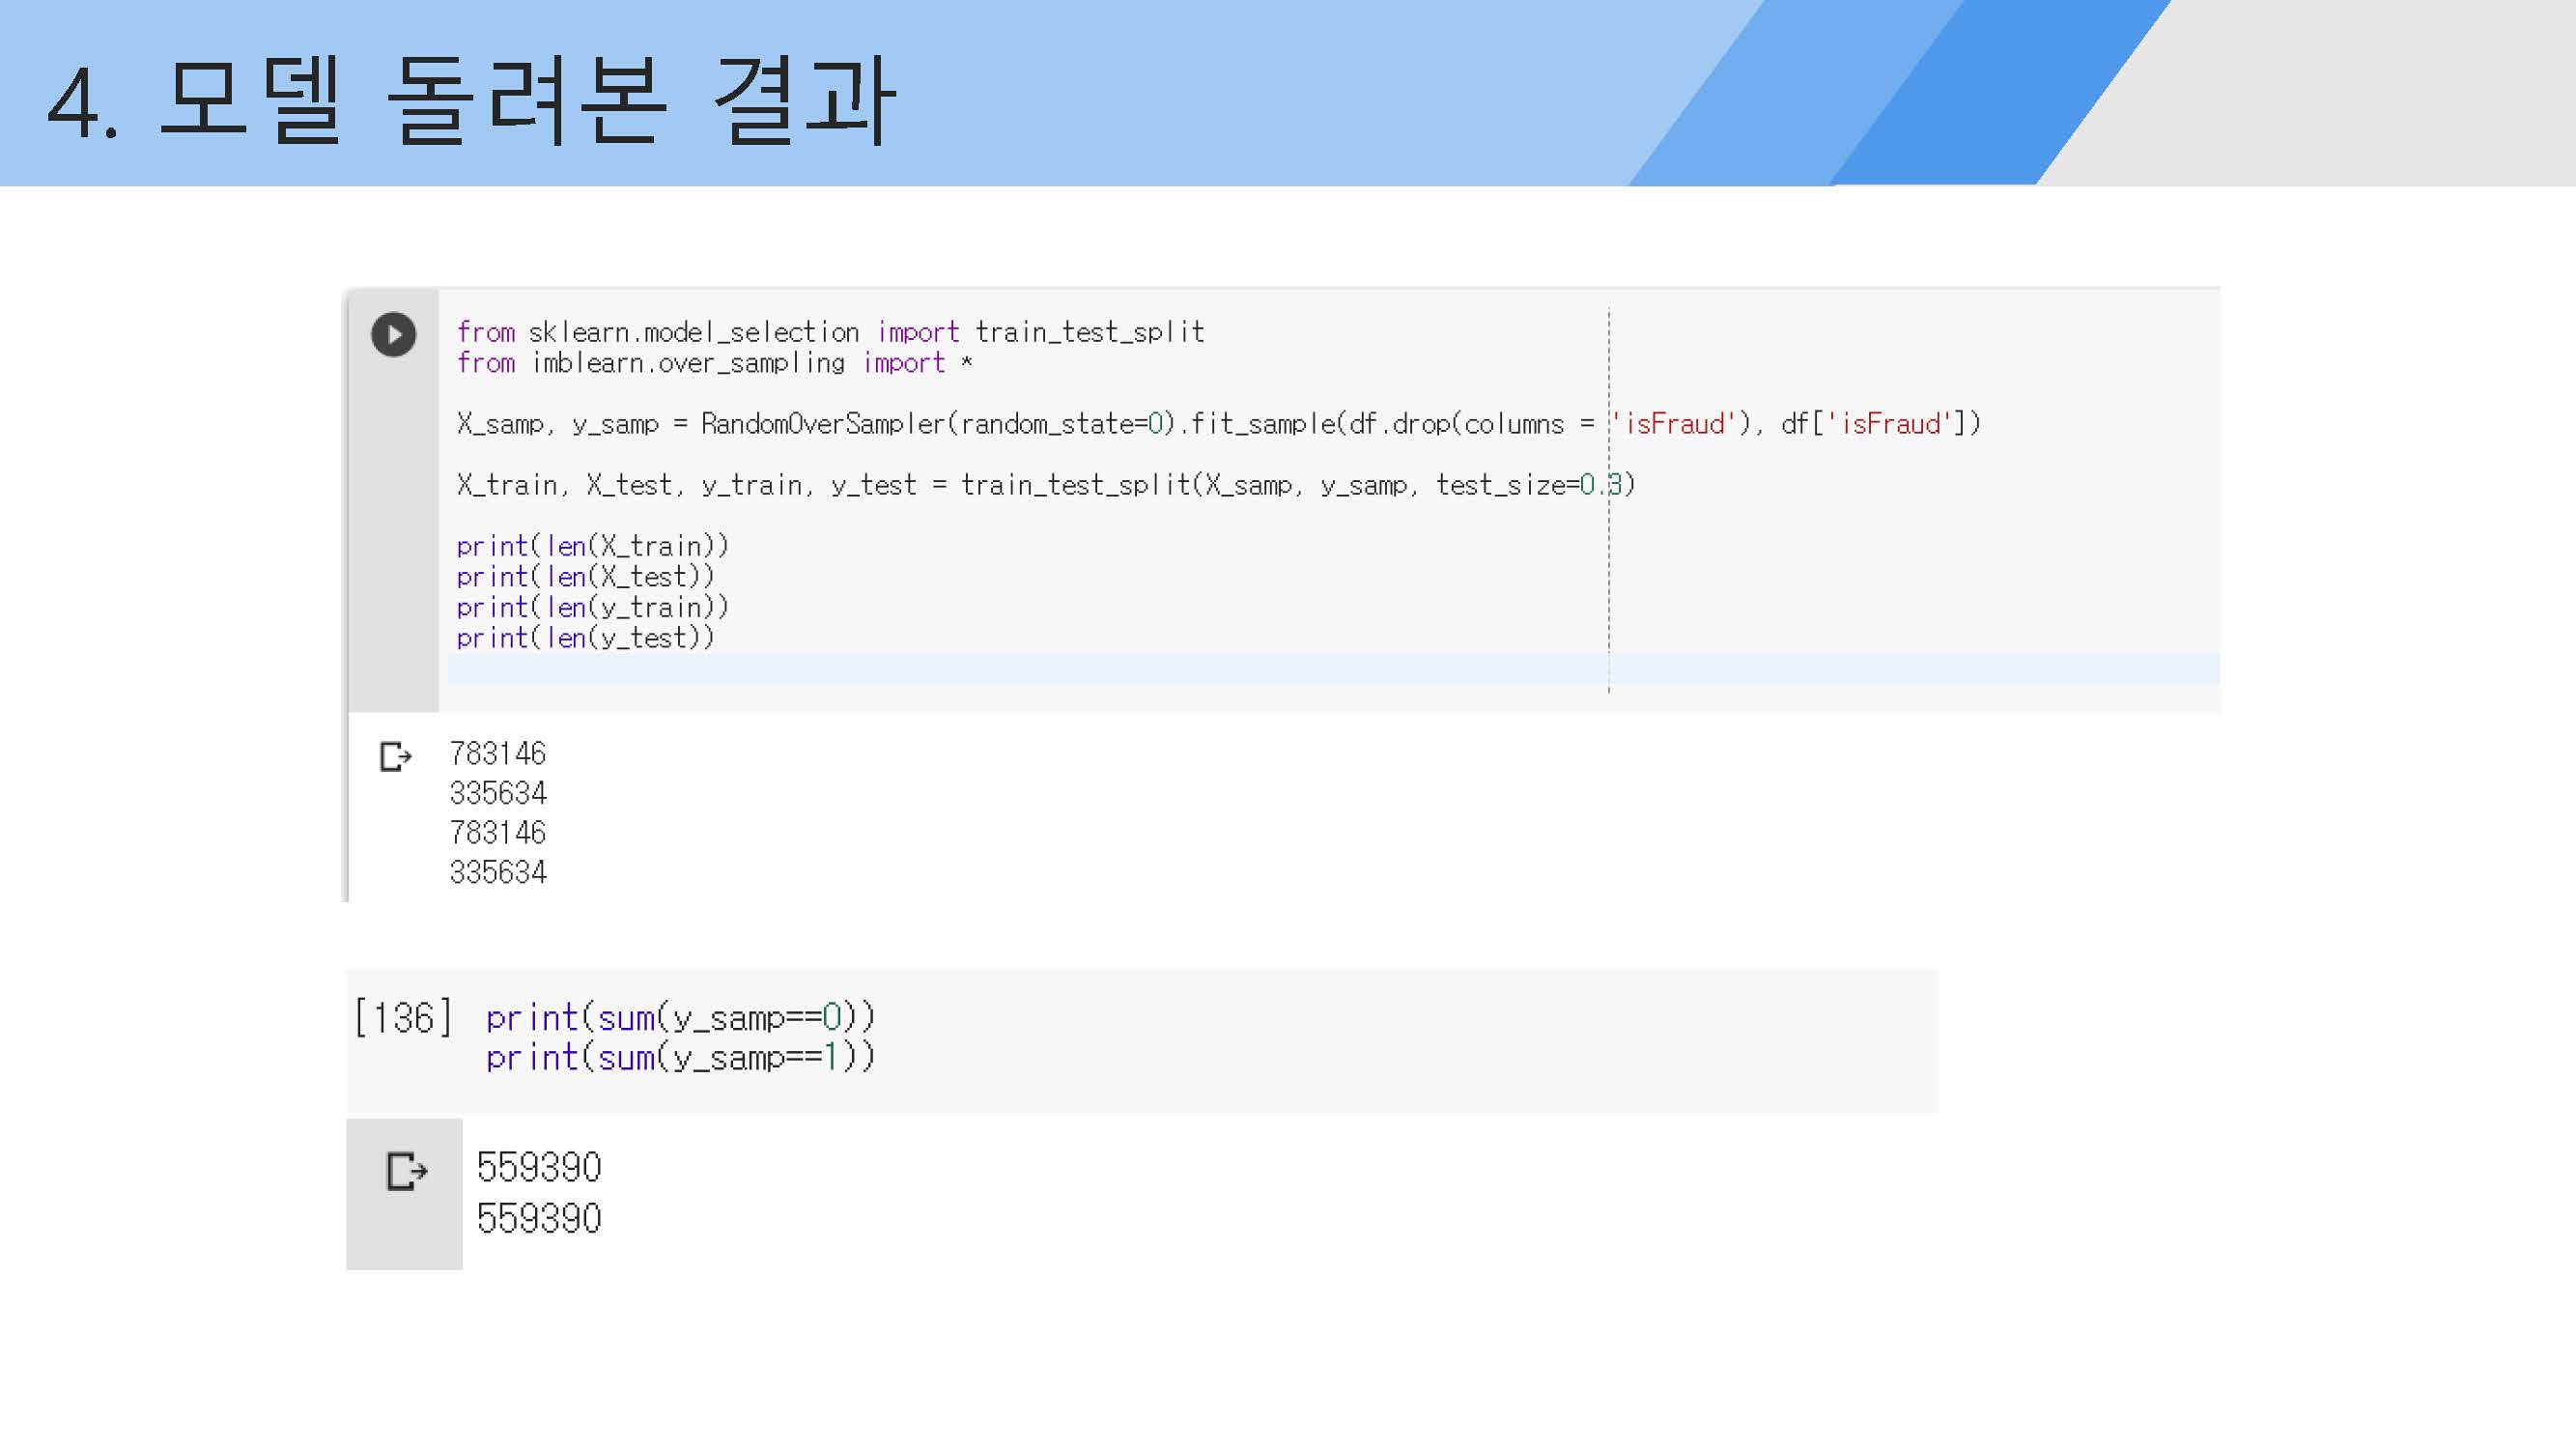 4. 모델 돌려본 결과
from sklearn.model_selection import train_test_split
from imblearn.over_sampling import *
X_samp, y_samp = RandomOverSampler(random_state=0).fit_sample(df.drop(columns = 'isFraud'), df['isFraud'])
X_train, X_test, y_train, y_test = train_test_split(X_samp, y_samp, test_size=0.3)
print(len(X_train))
print(len(X_test))
print(len(y_train))
print(len(y_test))
783146
335634
783146
335634
[136] print(sum(y_samp==0))
print(sum(y_samp==1))
559390
559390